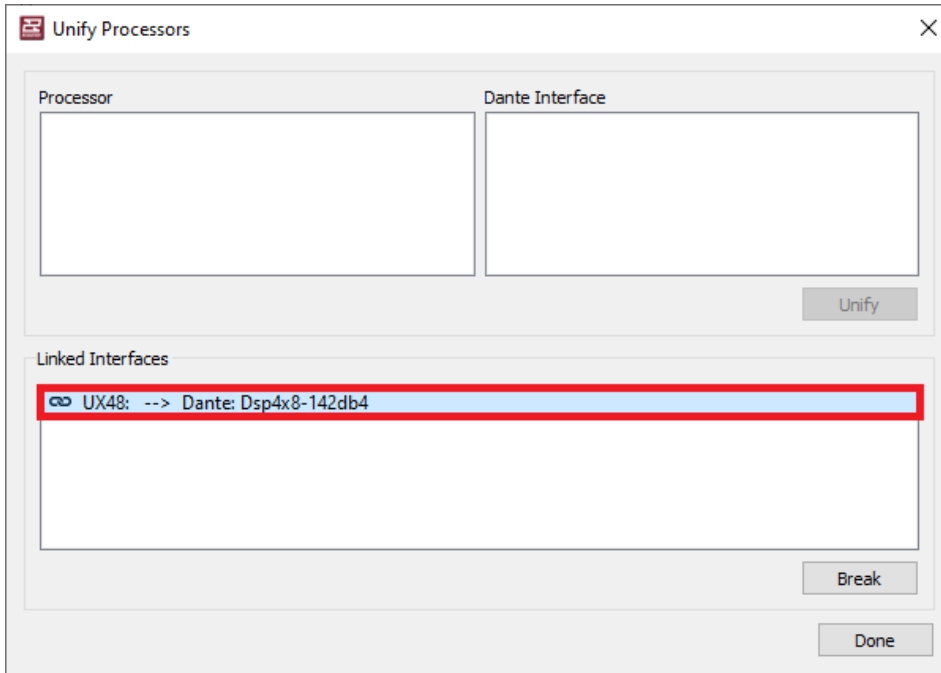 Unify Processors
Processor
Dante Interface
Unify
Linked Interfaces
UX48: --> Dante: Dsp4x8-142db4
Break
Done